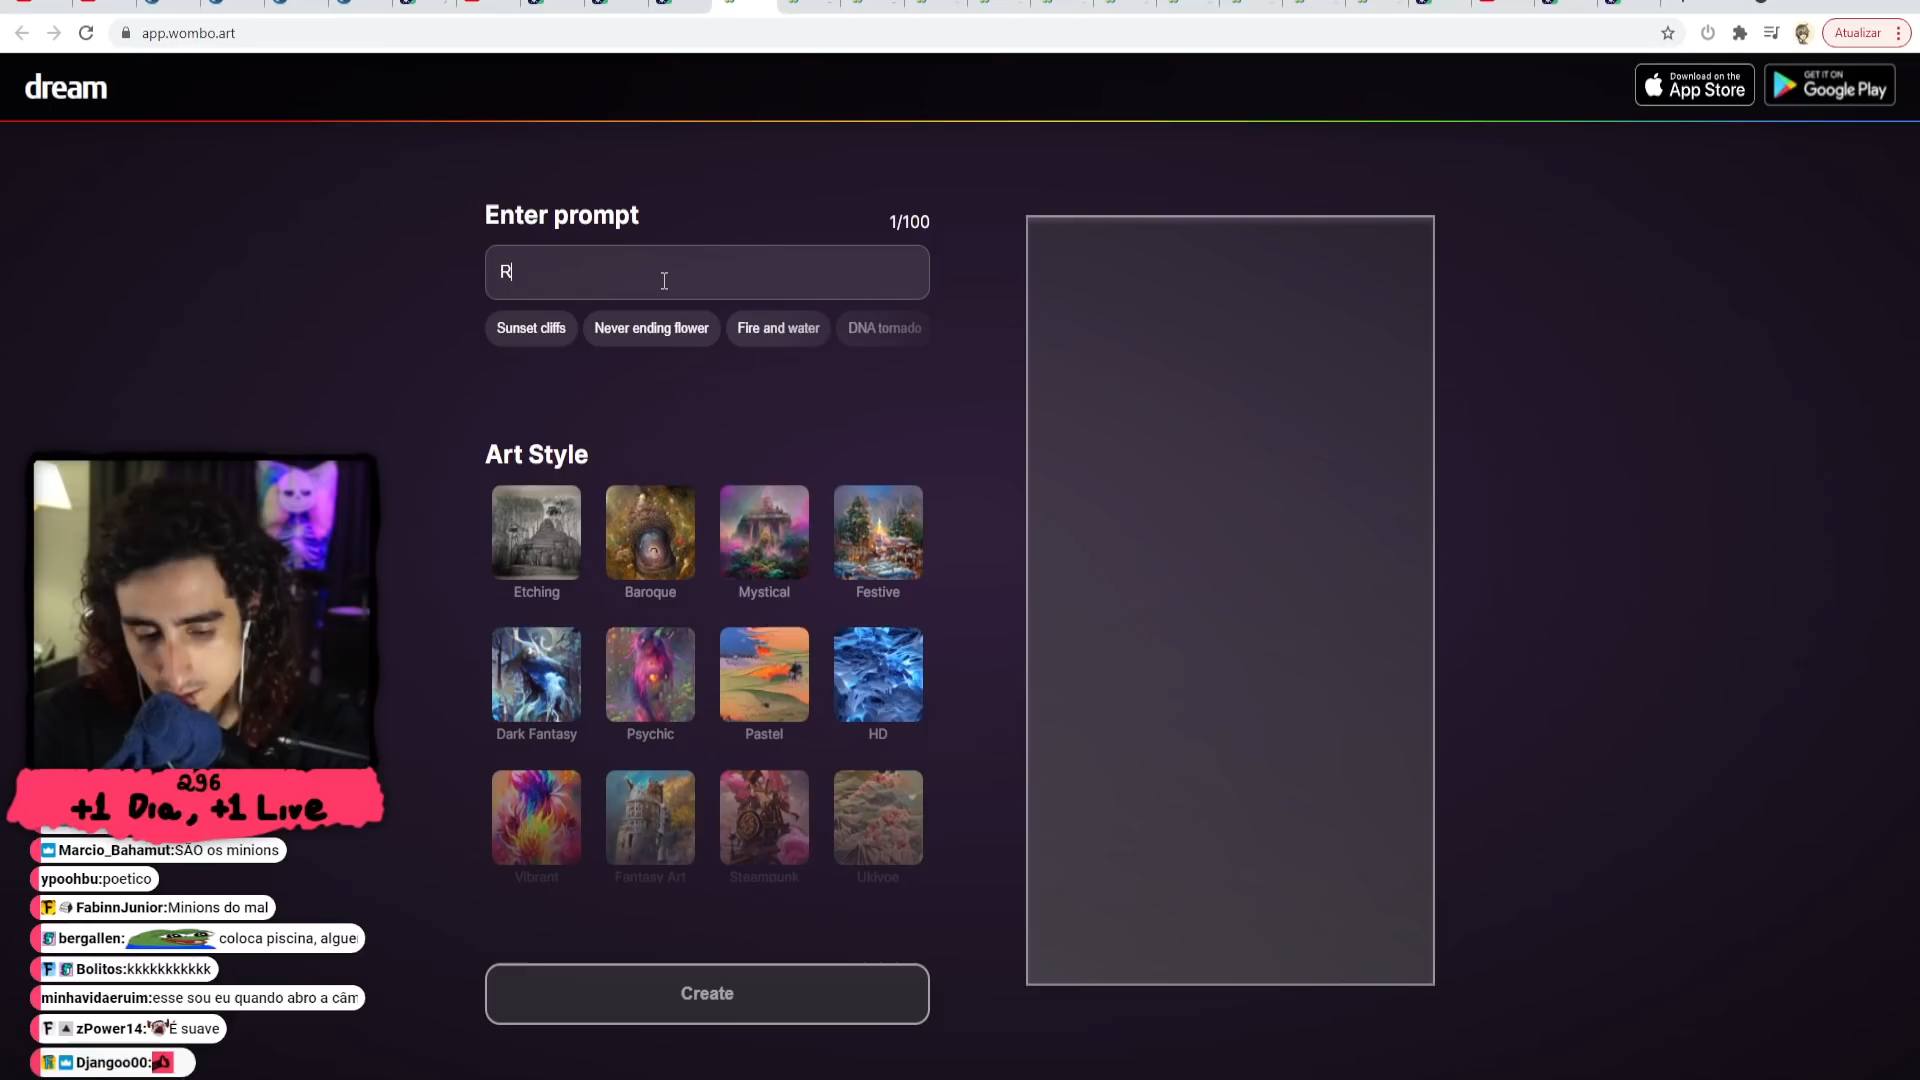 app.wombo.art
Atualizar
dream
Download on the
App Store
GET IT ON
Google Play
Enter prompt
1/100
R
Sunset cliffs
Never ending flower
Fire and water
DNA tornado
Art Style
Etching
Baroque
Mystical
Festive
Dark Fantasy
Psychic
Pastel
HD
Vibrant
Fantasy Art
Steampunk
Ukiyoe
Create
296
+1 Dia, +1 Live
Marcio_Bahamut:SÃO os minions
ypoohbu:poetico
FabinnJunior:Minions do mal
bergallen: coloca piscina, algue
Bolitos:kkkkkkkkkkk
minhavidaeruim:esse sou eu quando abro a câm
zPower14: É suave
Djangoo00: